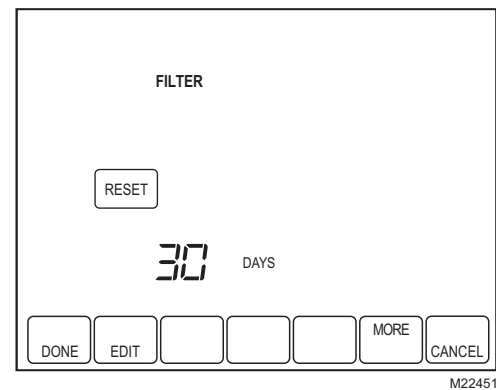 FILTER
RESET
30 DAYS
DONE EDIT MORE CANCEL
M22451